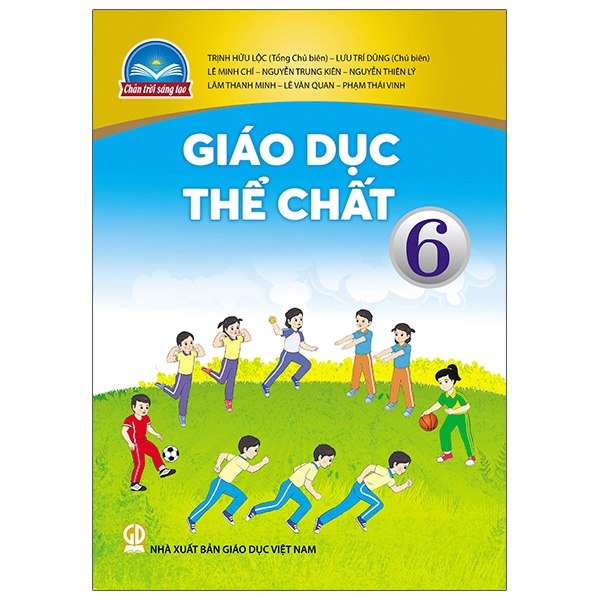 TRỊNH HỮU LỘC (Tổng Chủ biên) – LƯU TRÍ DŨNG (Chủ biên)
LÊ MINH CHÍ – NGUYỄN TRUNG KIÊN – NGUYỄN THIÊN LÝ
LÂM THANH MINH – LÊ VĂN QUAN – PHẠM THÁI VINH
Chân trời sáng tạo
GIÁO DỤC
THỂ CHẤT
6
GD
NHÀ XUẤT BẢN GIÁO DỤC VIỆT NAM